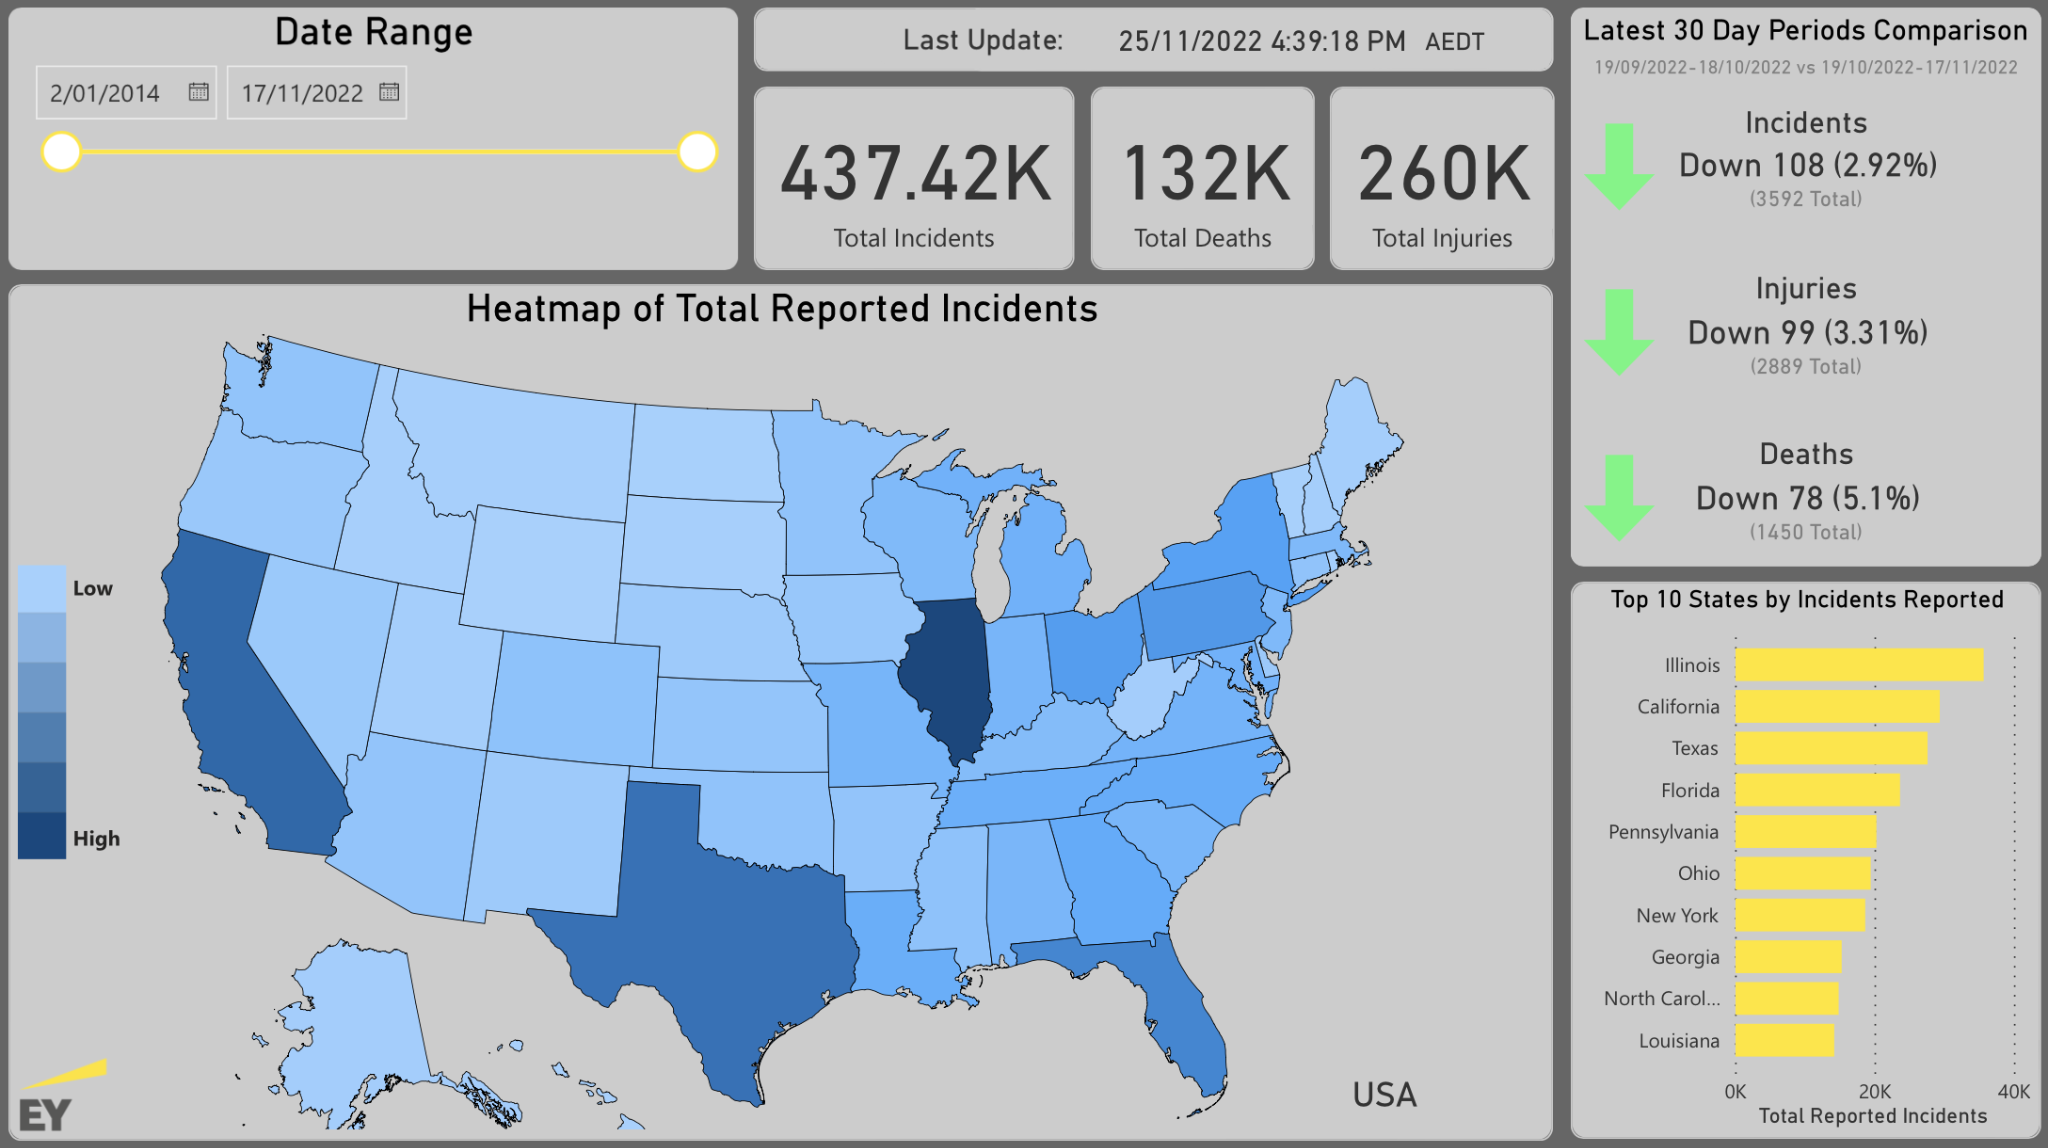 Date Range
2/01/2014
17/11/2022
Last Update: 25/11/2022 4:39:18 PM AEDT
437.42K
Total Incidents
132K
Total Deaths
260K
Total Injuries
Latest 30 Day Periods Comparison
19/09/2022-18/10/2022 vs 19/10/2022-17/11/2022
Incidents
Down 108 (2.92%)
(3592 Total)
Injuries
Down 99 (3.31%)
(2889 Total)
Deaths
Down 78 (5.1%)
(1450 Total)
Heatmap of Total Reported Incidents
Low
High
USA
EY
Top 10 States by Incidents Reported
Illinois
California
Texas
Florida
Pennsylvania
Ohio
New York
Georgia
North Carol...
Louisiana
0K 20K 40K
Total Reported Incidents